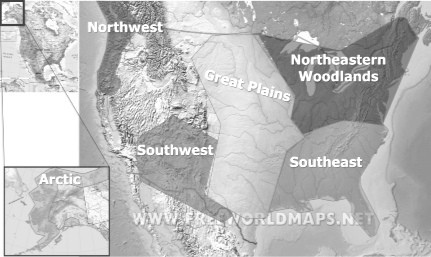 Northwest
Northeastern
Woodlands
Great Plains
Southwest
Southeast
Arctic
WWW.FREEWORLDMAPS.NET